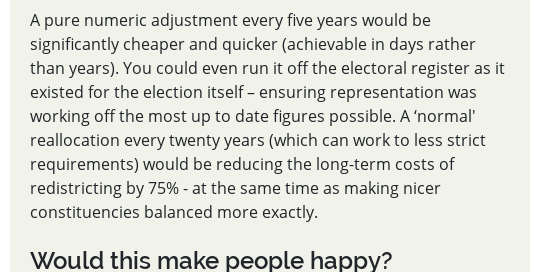 A pure numeric adjustment every five years would be
significantly cheaper and quicker (achievable in days rather
than years). You could even run it off the electoral register as it
existed for the election itself – ensuring representation was
working off the most up to date figures possible. A ‘normal'
reallocation every twenty years (which can work to less strict
requirements) would be reducing the long-term costs of
redistricting by 75% - at the same time as making nicer
constituencies balanced more exactly.
Would this make people happy?